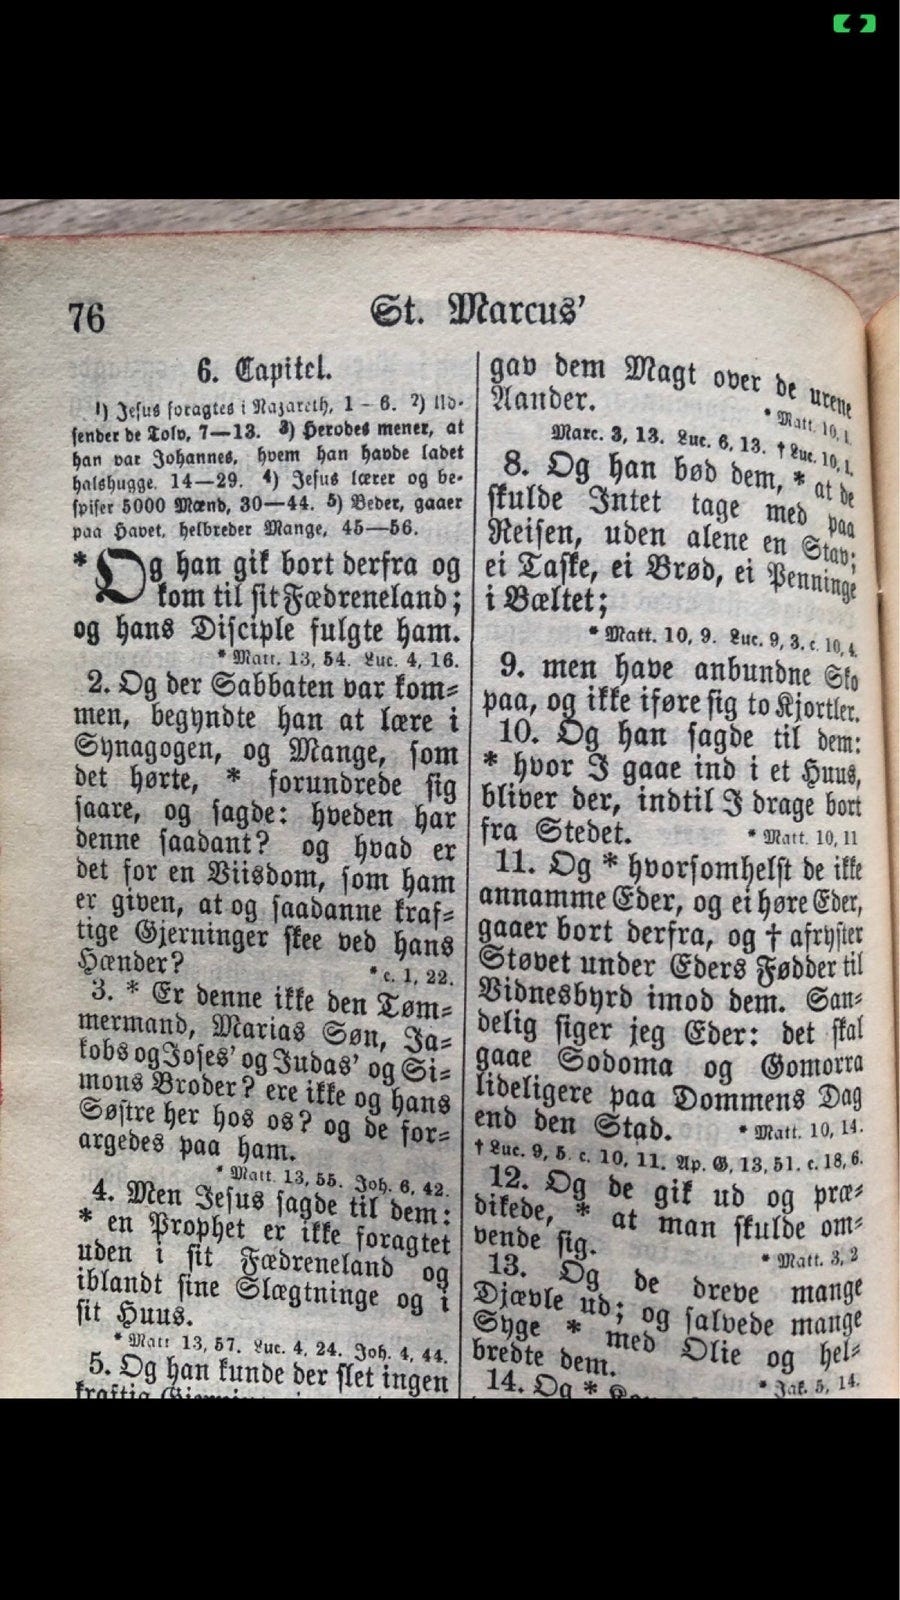 76
St. Marcus'
6. Capitel.
1) Jesus foragtes i Nazareth, 1–6. 2) Ud-
sender de Tolv, 7—13. 3) Herodes mener, at
han var Johannes, hvem han havde ladet
halshugge. 14—29. 4) Jesus lærer og be-
spiser 5000 Mænd, 30—44. 5) Beder, gaaer
paa Havet, helbreder Mange, 45—56.
* Og han gik bort derfra og
kom til sit Fædreneland;
og hans Disciple fulgte ham.
* Matt. 13, 54. Luc. 4, 16.
2. Og der Sabbaten var kom-
men, begyndte han at lære i
Synagogen, og Mange, som
det hørte, * forundrede sig
saare, og sagde: hveden har
denne saadant? og hvad er
det for en Viisdom, som ham
er given, at og saadanne kraf-
tige Gjerninger skee ved hans
Hænder?
* c. 1, 22.
3. * Er denne ikke den Tøm-
mermand, Marias Søn, Ja-
kobs og Joses' og Judas' og Si-
mons Broder? ere ikke og hans
Søstre her hos os? og de for-
argedes paa ham.
* Matt. 13, 55. Joh. 6, 42.
4. Men Jesus sagde til dem:
* en Prophet er ikke foragtet
uden i sit Fædreneland og
iblandt sine Slægtninge og i
sit Huus.
* Matt 13, 57. Luc. 4, 24. Joh. 4, 44.
5. Og han kunde der slet ingen
kraftig
gav dem Magt over de urene
Aander.
* Matt. 10, 1.
Marc. 3, 13. Luc. 6, 13. † Luc. 10, 1.
8. Og han bød dem, * at de
skulde Intet tage med paa
Reisen, uden alene en Stav;
ei Taske, ei Brød, ei Penninge
i Bæltet;
* Matt. 10, 9. Luc. 9, 3. c. 10, 4.
9. men have anbundne Sko
paa, og ikke iføre sig to Kjortler.
10. Og han sagde til dem:
* hvor I gaae ind i et Huus,
bliver der, indtil I drage bort
fra Stedet.
* Matt. 10, 11
11. Og * hvorsomhelst de ikke
annamme Eder, og ei høre Eder,
gaaer bort derfra, og † afryster
Støvet under Eders Fødder til
Vidnesbyrd imod dem. San-
delig siger jeg Eder: det skal
gaae Sodoma og Gomorra
lideligere paa Dommens Dag
end den Stad.
* Matt. 10, 14.
† Luc. 9, 5. c. 10, 11. Ap. G, 13, 51. c. 18, 6.
12. Og de gik ud og præ-
dikede, * at man skulde om-
vende sig.
* Matt. 3, 2
13. Og de dreve mange
Djævle ud; og salvede mange
Syge * med Olie og hel-
bredte dem.
* Jak. 5, 14.
14. Og *